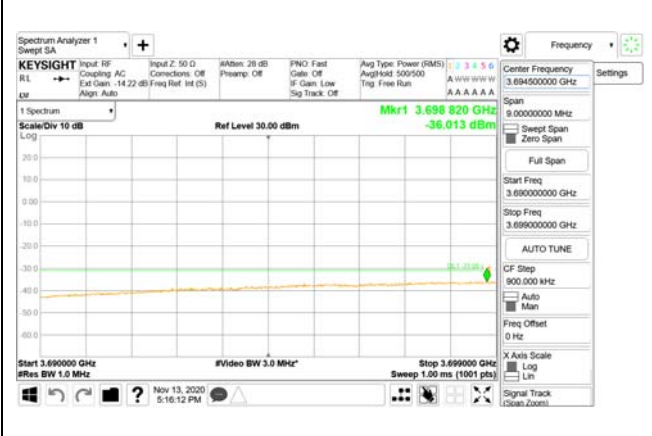 Spectrum Analyzer 1
Swept SA
+
Frequency
KEYSIGHT
RL
Input: RF
Coupling: AC
Ext Gain: -14.22 dB
Align: Auto
Input Z: 50 Ω
Corrections: Off
Freq Ref: Int (S)
#Atten: 28 dB
Preamp: Off
PNO: Fast
Gate: Off
IF Gain: Low
Sig Track: Off
Avg Type: Power (RMS)
Avg|Hold: 500/500
Trig: Free Run
1 2 3 4 5 6
A W W W W W
A A A A A A
1 Spectrum
Scale/Div 10 dB
Log
Ref Level 30.00 dBm
Mkr1 3.698 820 GHz
-36.013 dBm
20.0
10.0
0.00
-10.0
-20.0
-30.0
-40.0
-50.0
-60.0
Start 3.690000 GHz
#Res BW 1.0 MHz
#Video BW 3.0 MHz*
Stop 3.699000 GHz
Sweep 1.00 ms (1001 pts)
Nov 13, 2020
5:16:12 PM
Center Frequency
3.694500000 GHz
Settings
Span
9.00000000 MHz
Swept Span
Zero Span
Full Span
Start Freq
3.690000000 GHz
Stop Freq
3.699000000 GHz
AUTO TUNE
CF Step
900.000 kHz
Auto
Man
Freq Offset
0 Hz
X Axis Scale
Log
Lin
Signal Track
(Span Zoom)